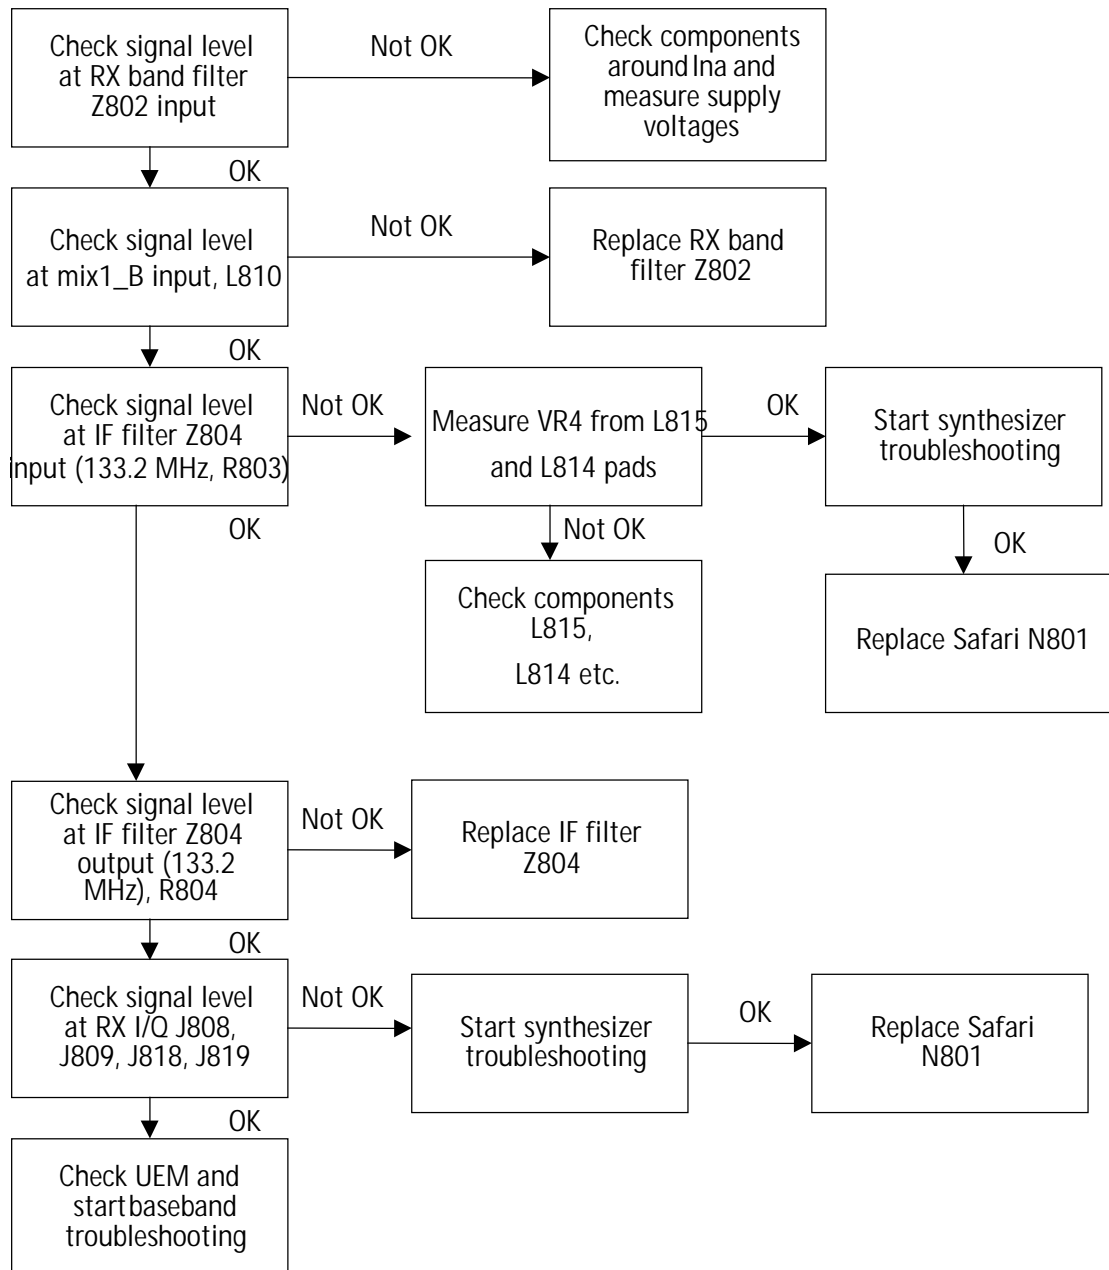 Check signal level
at RX band filter
Z802 input
Not OK
Check components
around lna and
measure supply
voltages
OK
Check signal level
at mix1_B input, L810
Not OK
Replace RX band
filter Z802
OK
Check signal level
at IF filter Z804
input (133.2 MHz, R803)
Not OK
Measure VR4 from L815
and L814 pads
OK
Start synthesizer
troubleshooting
OK
Not OK
OK
Check components
L815,
L814 etc.
Replace Safari N801
Check signal level
at IF filter Z804
output (133.2
MHz), R804
Not OK
Replace IF filter
Z804
OK
Check signal level
at RX I/Q J808,
J809, J818, J819
Not OK
Start synthesizer
troubleshooting
OK
Replace Safari
N801
OK
Check UEM and
start baseband
troubleshooting